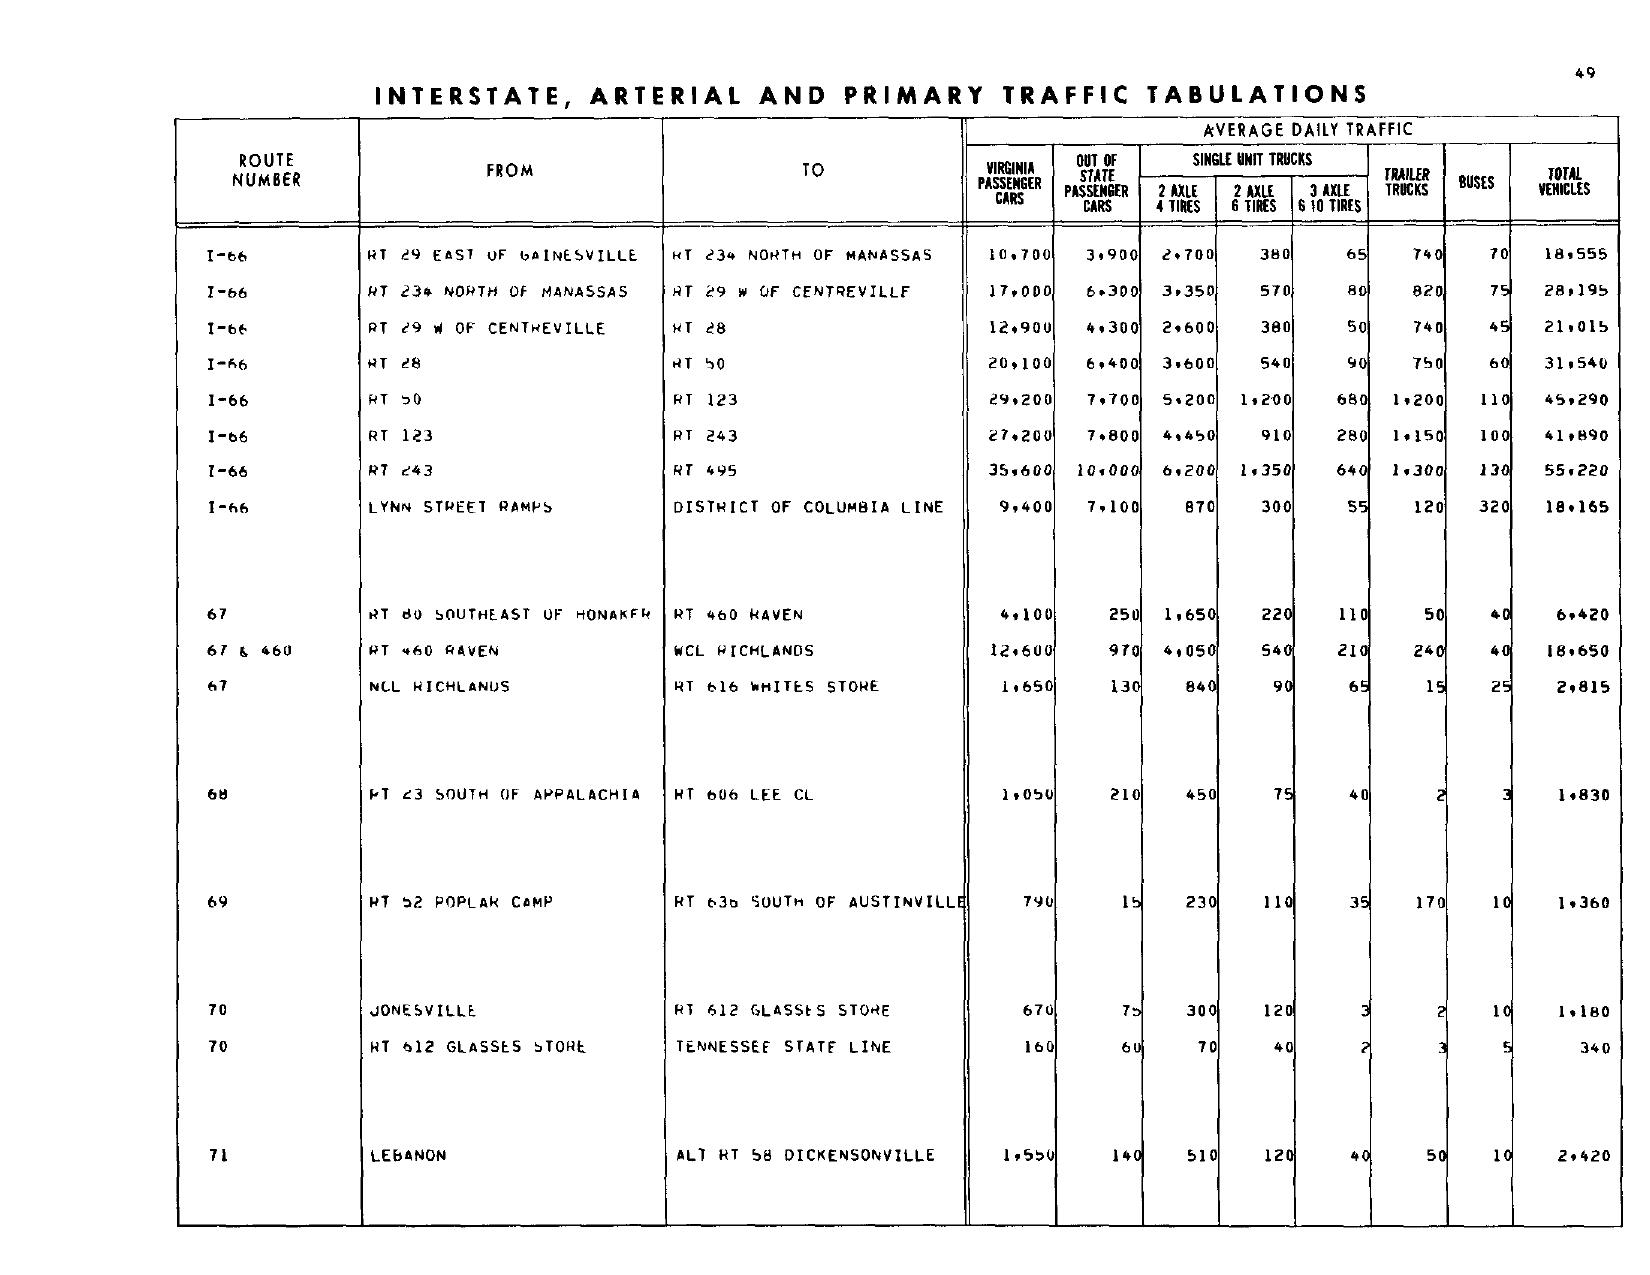 49
INTERSTATE, ARTERIAL AND PRIMARY TRAFFIC TABULATIONS
AVERAGE DAILY TRAFFIC
ROUTE NUMBER FROM TO VIRGINIA PASSENGER CARS OUT OF STATE PASSENGER CARS SINGLE UNIT TRUCKS 2 AXLE 4 TIRES 2 AXLE 6 TIRES 3 AXLE 6 10 TIRES TRAILER TRUCKS BUSES TOTAL VEHICLES
I-66 RT 29 EAST OF GAINESVILLE RT 234 NORTH OF MANASSAS 10,700 3,900 2,700 380 65 740 70 18,555
I-66 RT 234 NORTH OF MANASSAS RT 29 W OF CENTREVILLE 17,000 6,300 3,350 570 80 820 75 28,195
I-66 RT 29 W OF CENTREVILLE RT 28 12,900 4,300 2,600 380 50 740 45 21,015
I-66 RT 28 RT 50 20,100 6,400 3,600 540 90 750 60 31,540
I-66 RT 50 RT 123 29,200 7,700 5,200 1,200 680 1,200 110 45,290
I-66 RT 123 RT 243 27,200 7,800 4,450 910 280 1,150 100 41,890
I-66 RT 243 RT 495 35,600 10,000 6,200 1,350 640 1,300 130 55,220
I-66 LYNN STREET RAMPS DISTRICT OF COLUMBIA LINE 9,400 7,100 870 300 55 120 320 18,165
67 RT 80 SOUTHEAST OF HONAKER RT 460 RAVEN 4,100 250 1,650 220 110 50 40 6,420
67 & 460 RT 460 RAVEN WCL RICHLANDS 12,600 970 4,050 540 210 240 40 18,650
67 NCL RICHLANDS RT 616 WHITES STORE 1,650 130 840 90 65 15 25 2,815
68 RT 23 SOUTH OF APPALACHIA RT 606 LEE CL 1,050 210 450 75 40 2 3 1,830
69 RT 52 POPLAR CAMP RT 636 SOUTH OF AUSTINVILLE 790 15 230 110 35 170 10 1,360
70 JONESVILLE RT 612 GLASSES STORE 670 75 300 120 3 2 10 1,180
70 RT 612 GLASSES STORE TENNESSEE STATE LINE 160 60 70 40 2 3 5 340
71 LEBANON ALT RT 58 DICKENSONVILLE 1,550 140 510 120 40 50 10 2,420